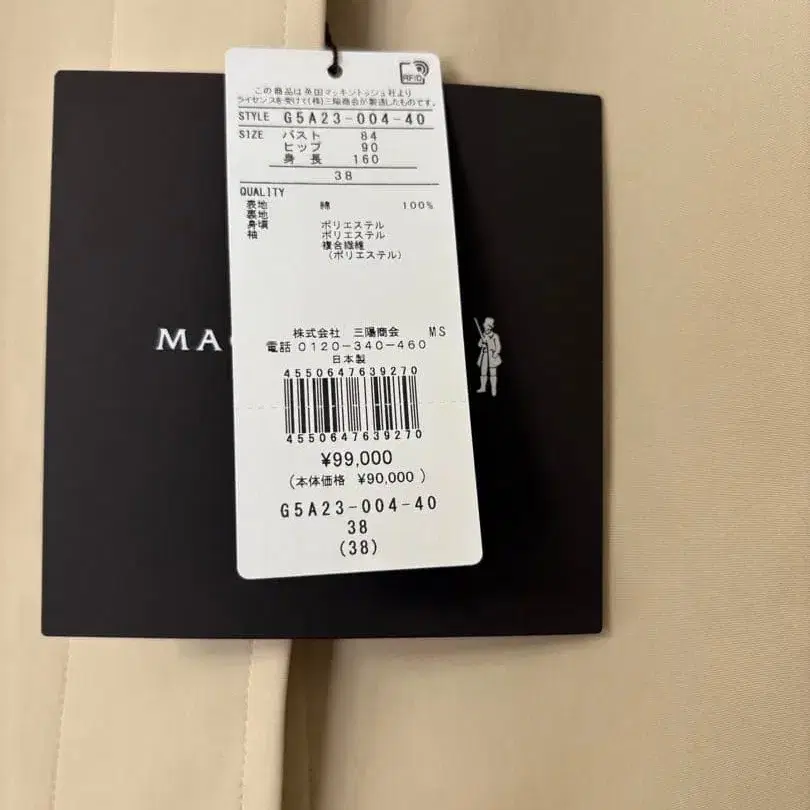 RFID
この商品は英国マッキントッシュ社より
ライセンスを受けて(株)三陽商会が製造したものです。
STYLE G5A23-004-40
SIZE バスト 84
ヒップ 90
身長 160
38
QUALITY
表地 綿 100%
裏地
身頃 ポリエステル
袖 ポリエステル
複合繊維
(ポリエステル)
MA
株式会社 三陽商会 MS
電話 0120-340-460
日本製
4550647639270
4550647639270
¥99,000
(本体価格 ¥90,000)
G5A23-004-40
38
(38)